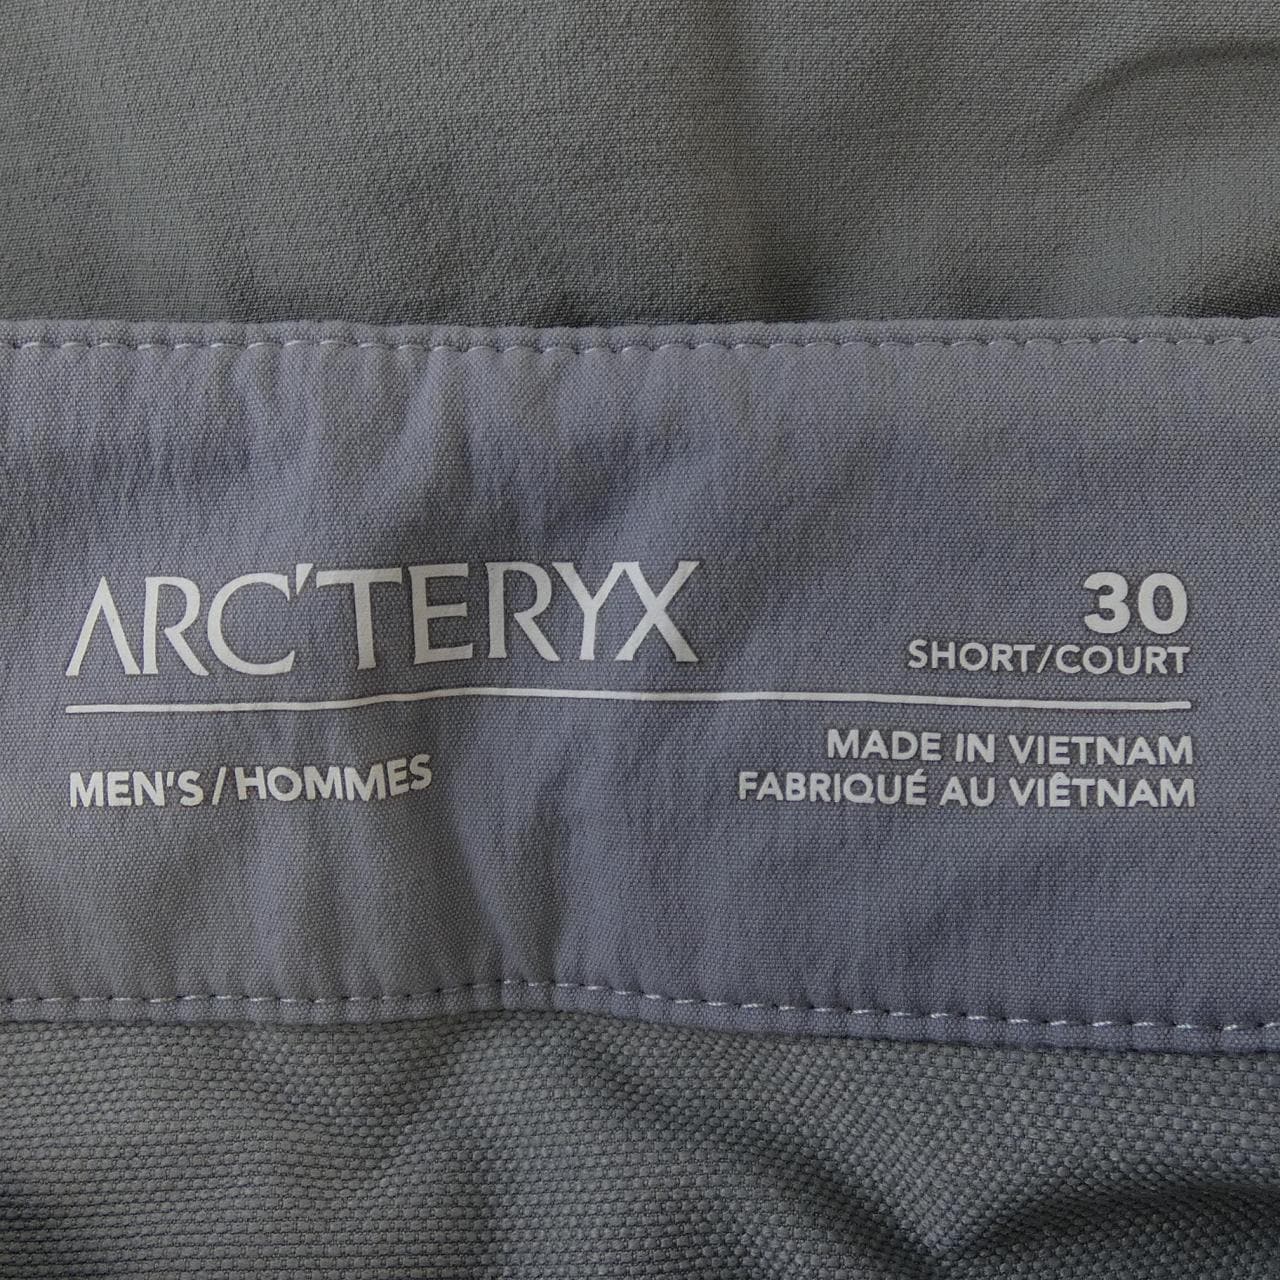 ARC'TERYX
30
SHORT/COURT
MEN'S/HOMMES
MADE IN VIETNAM
FABRIQUÉ AU VIÊTNAM